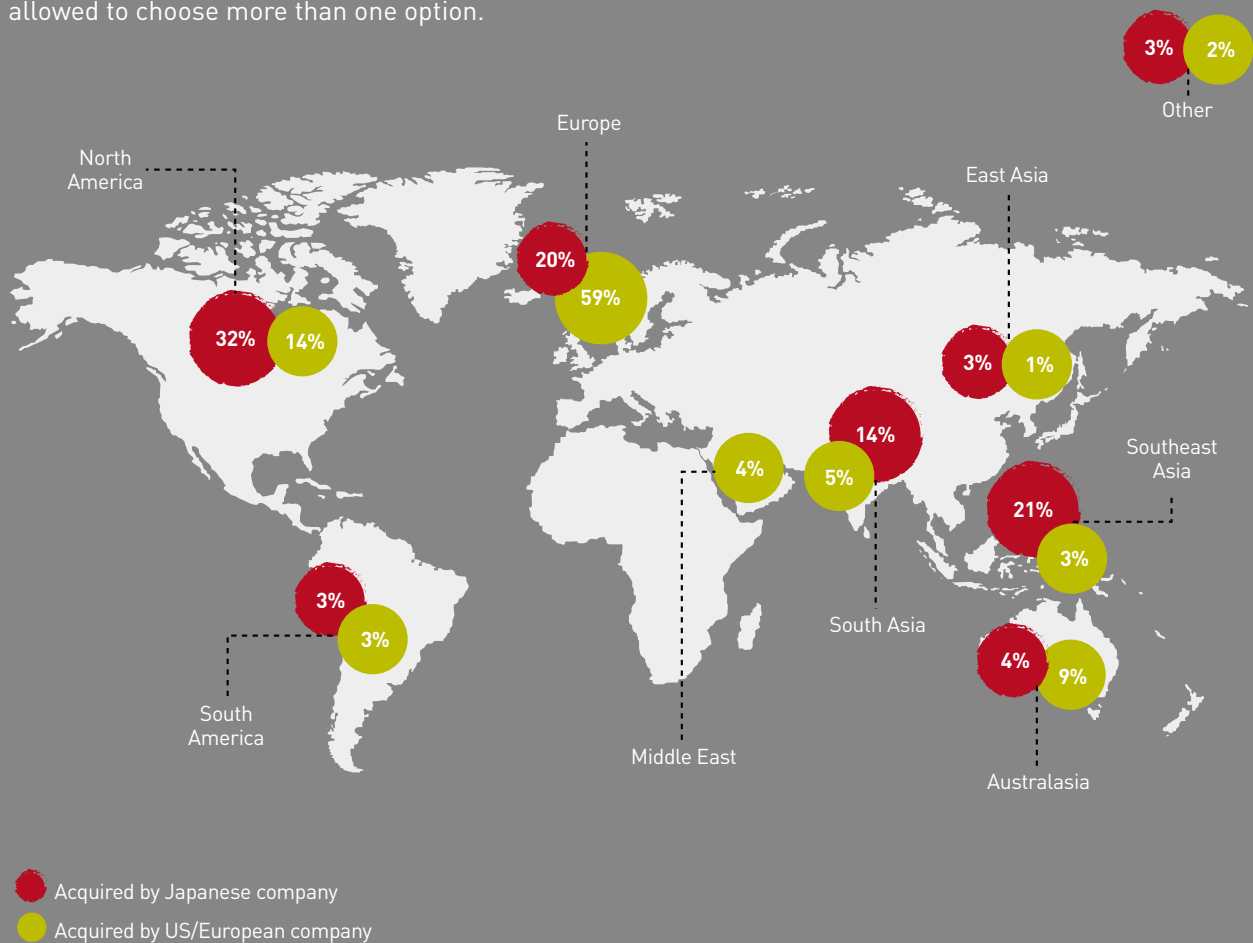 allowed to choose more than one option.
3%
2%
Other
Europe
North
America
East Asia
20%
59%
32%
14%
3%
1%
14%
Southeast
Asia
4%
5%
21%
3%
3%
3%
South Asia
4%
9%
South
America
Middle East
Australasia
Acquired by Japanese company
Acquired by US/European company